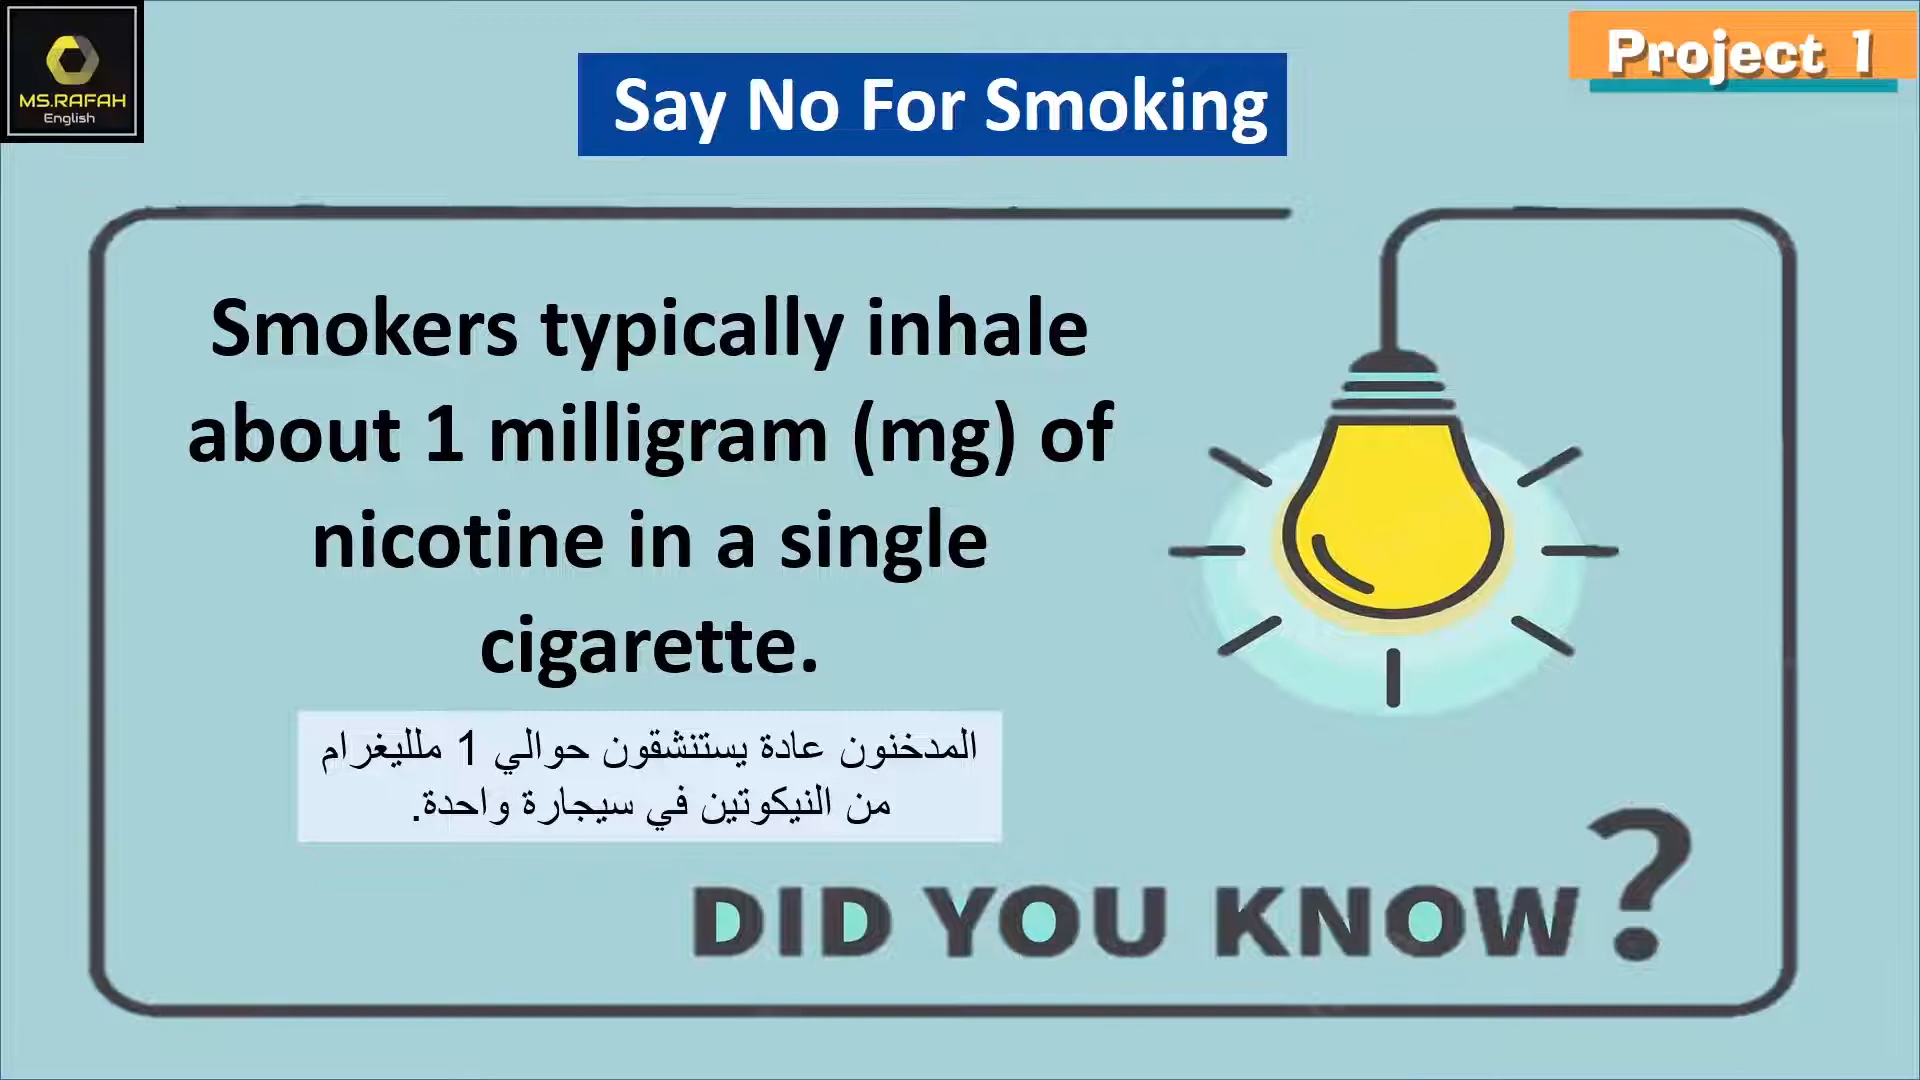 MS.RAFAH
English
Project 1
Say No For Smoking
Smokers typically inhale
about 1 milligram (mg) of
nicotine in a single
cigarette.
المدخنون عادة يستنشقون حوالي 1 ملليغرام
من النيكوتين في سيجارة واحدة.
DID YOU KNOW?